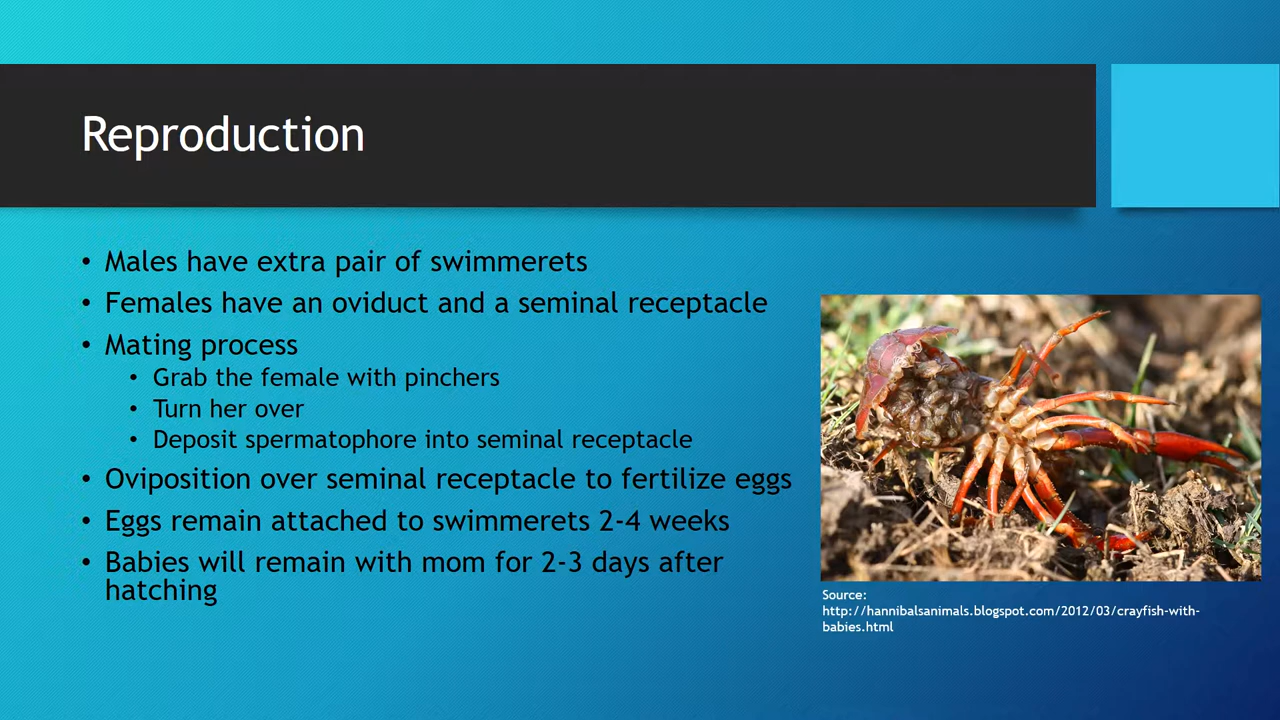 Reproduction
• Males have extra pair of swimmerets
• Females have an oviduct and a seminal receptacle
• Mating process
• Grab the female with pinchers
• Turn her over
• Deposit spermatophore into seminal receptacle
• Oviposition over seminal receptacle to fertilize eggs
• Eggs remain attached to swimmerets 2-4 weeks
• Babies will remain with mom for 2-3 days after
hatching
Source:
http://hannibalsanimals.blogspot.com/2012/03/crayfish-with-
babies.html